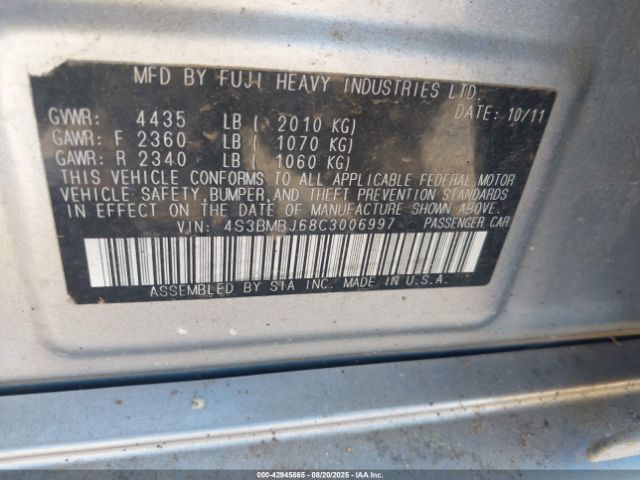 MFD BY FUJI HEAVY INDUSTRIES LTD.
DATE: 10/11
GVWR: 4435 LB ( 2010 KG)
GAWR: F 2360 LB ( 1070 KG)
GAWR: R 2340 LB ( 1060 KG)
THIS VEHICLE CONFORMS TO ALL APPLICABLE FEDERAL MOTOR
VEHICLE SAFETY, BUMPER, AND THEFT PREVENTION STANDARDS
IN EFFECT ON THE DATE OF MANUFACTURE SHOWN ABOVE.
VIN: 4S3BMBJ68C3006997 PASSENGER CAR
ASSEMBLED BY SIA INC. MADE IN U.S.A.
000-42945865 - 08/20/2025 - IAAI.COM